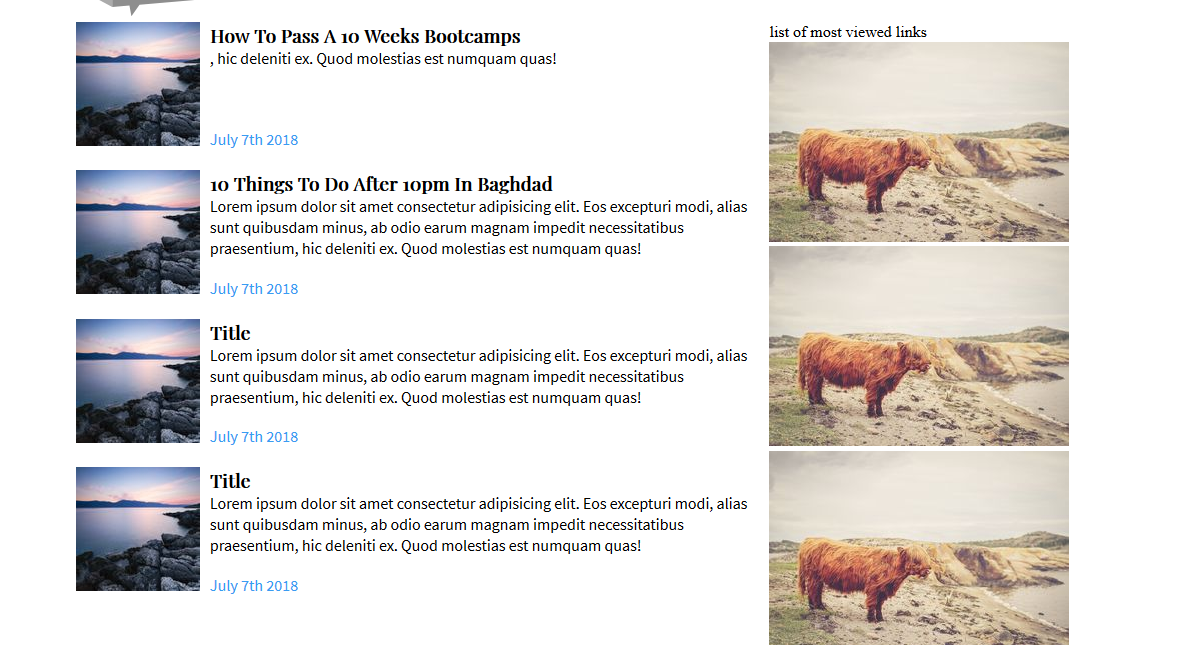 How To Pass A 10 Weeks Bootcamps
, hic deleniti ex. Quod molestias est numquam quas!
July 7th 2018
10 Things To Do After 10pm In Baghdad
Lorem ipsum dolor sit amet consectetur adipisicing elit. Eos excepturi modi, alias
sunt quibusdam minus, ab odio earum magnam impedit necessitatibus
praesentium, hic deleniti ex. Quod molestias est numquam quas!
July 7th 2018
Title
Lorem ipsum dolor sit amet consectetur adipisicing elit. Eos excepturi modi, alias
sunt quibusdam minus, ab odio earum magnam impedit necessitatibus
praesentium, hic deleniti ex. Quod molestias est numquam quas!
July 7th 2018
Title
Lorem ipsum dolor sit amet consectetur adipisicing elit. Eos excepturi modi, alias
sunt quibusdam minus, ab odio earum magnam impedit necessitatibus
praesentium, hic deleniti ex. Quod molestias est numquam quas!
July 7th 2018
list of most viewed links